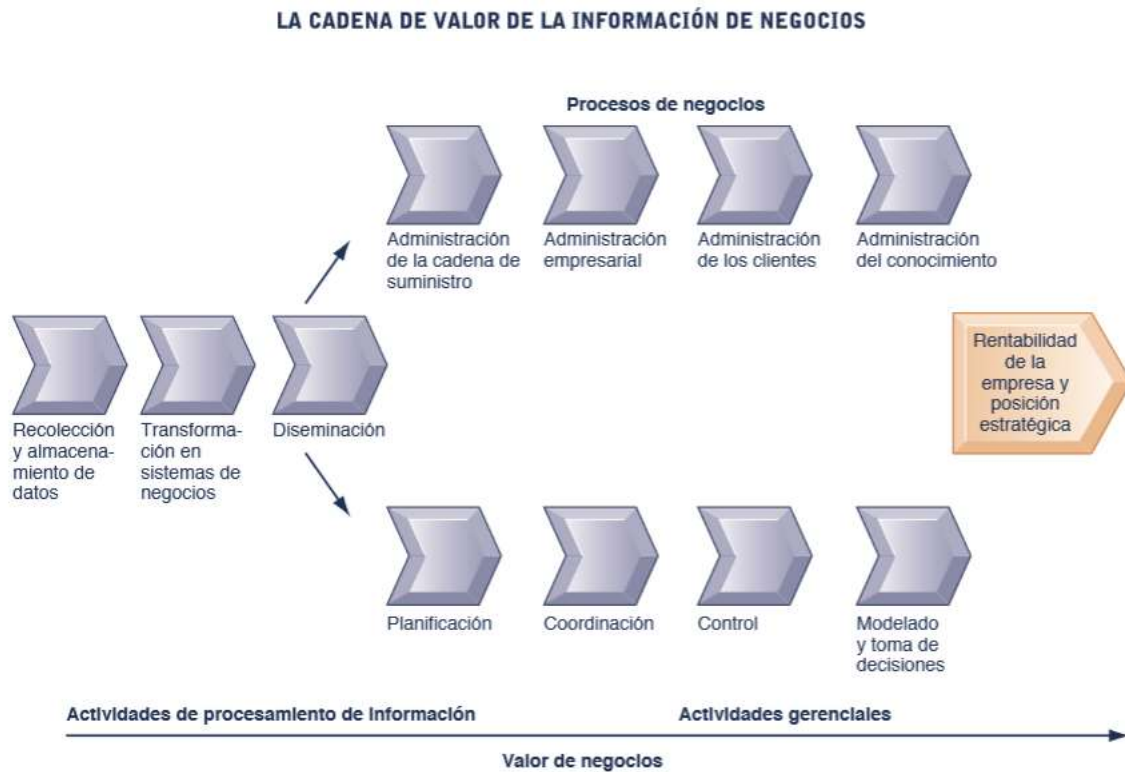 LA CADENA DE VALOR DE LA INFORMACIÓN DE NEGOCIOS
Procesos de negocios
Administración
de la cadena de
suministro
Administración
empresarial
Administración
de los clientes
Administración
del conocimiento
Recolección
y almacena-
miento de
datos
Transforma-
ción en
sistemas de
negocios
Diseminación
Rentabilidad
de la
empresa y
posición
estratégica
Planificación
Coordinación
Control
Modelado
y toma de
decisiones
Actividades de procesamiento de información
Actividades gerenciales
Valor de negocios